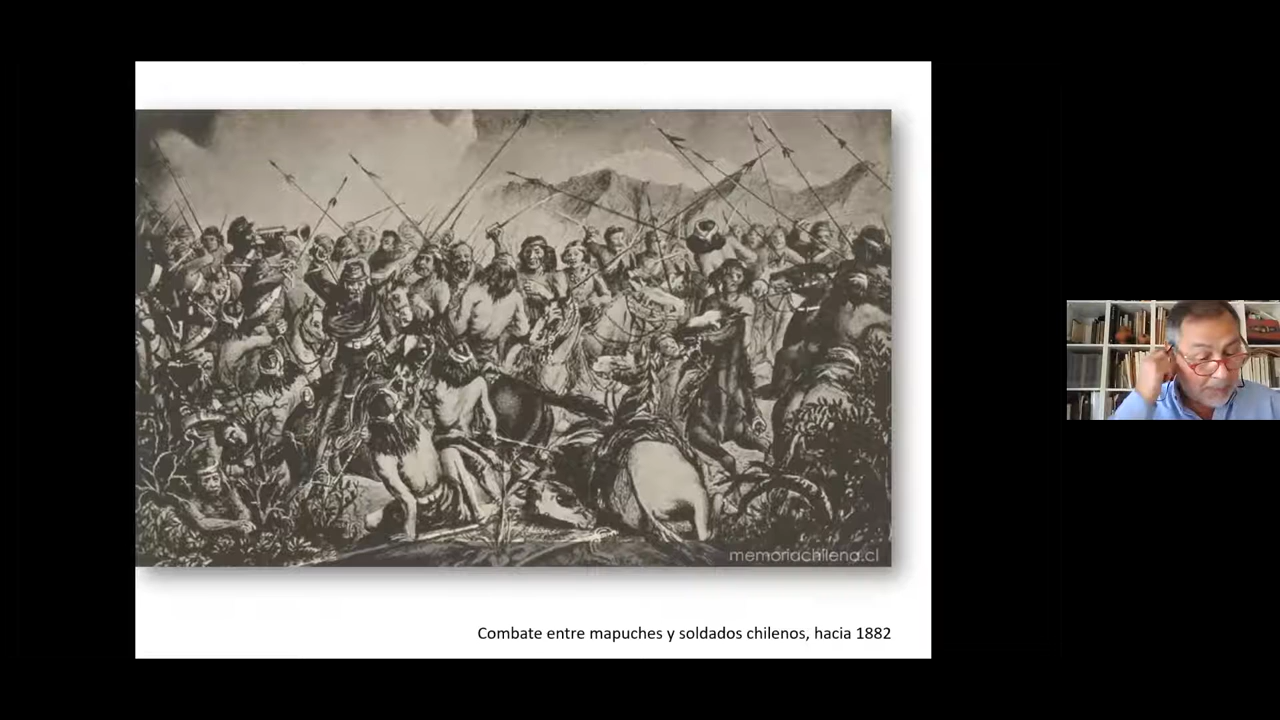 memoriachilena.cl
Combate entre mapuches y soldados chilenos, hacia 1882